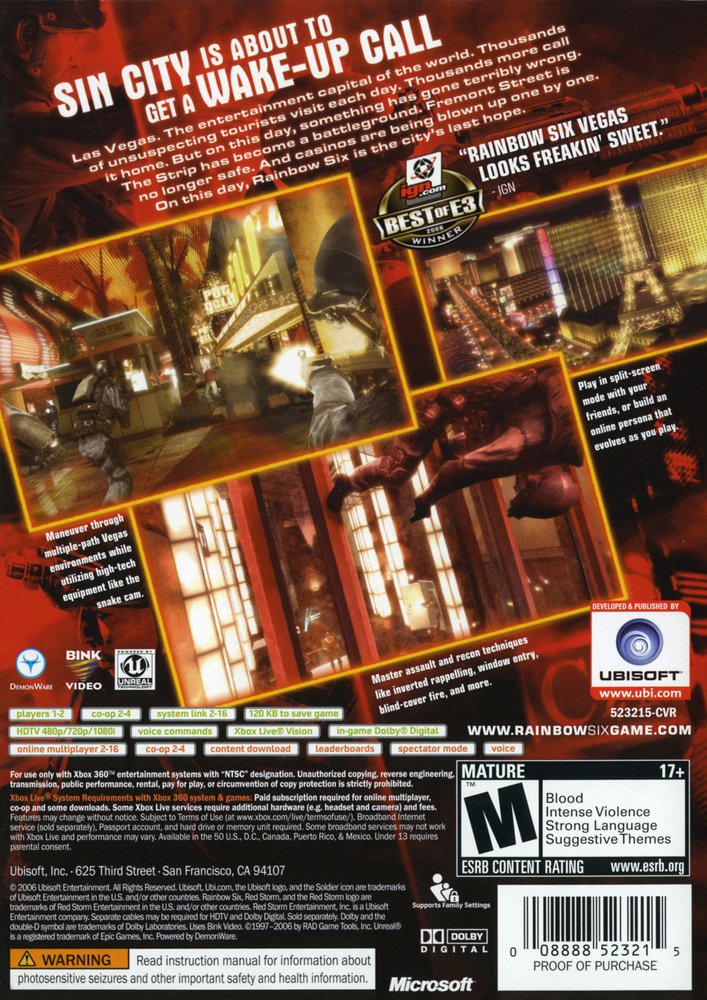 SIN CITY IS ABOUT TO
GET A WAKE-UP CALL
Las Vegas. The entertainment capital of the world. Thousands
of unsuspecting tourists visit each day. Thousands more call
it home. But on this day, something has gone terribly wrong.
The Strip has become a battleground. Fremont Street is
no longer safe. And casinos are being blown up one by one.
On this day, Rainbow Six is the city's last hope.
"RAINBOW SIX VEGAS
LOOKS FREAKIN' SWEET."
- IGN
ign.com
BEST OF E3
2006
WINNER
Play in split-screen
mode with your
friends, or build an
online persona that
evolves as you play.
Maneuver through
multiple-path Vegas
environments while
utilizing high-tech
equipment like the
snake cam.
Master assault and recon techniques
like inverted rappelling, window entry,
blind-cover fire, and more.
DEMONWARE
BINK
VIDEO
POWERED BY
UNREAL
TECHNOLOGY
DEVELOPED & PUBLISHED BY
UBISOFT™
www.ubi.com
523215-CVR
WWW.RAINBOWSIXGAME.COM
players 1-2 co-op 2-4 system link 2-16 120 KB to save game
HDTV 480p/720p/1080i voice commands Xbox Live® Vision in-game Dolby® Digital
online multiplayer 2-16 co-op 2-4 content download leaderboards spectator mode voice
For use only with Xbox 360™ entertainment systems with "NTSC" designation. Unauthorized copying, reverse engineering,
transmission, public performance, rental, pay for play, or circumvention of copy protection is strictly prohibited.
Xbox Live® System Requirements with Xbox 360 system & games: Paid subscription required for online multiplayer,
co-op and some downloads. Some Xbox Live services require additional hardware (e.g. headset and camera) and fees.
Features may change without notice. Subject to Terms of Use (at www.xbox.com/live/termsofuse/). Broadband Internet
service (sold separately), Passport account, and hard drive or memory unit required. Some broadband services may not work
with Xbox Live and performance may vary. Available in the 50 U.S., D.C., Canada, Puerto Rico, & Mexico. Under 13 requires
parental consent.
Ubisoft, Inc. · 625 Third Street · San Francisco, CA 94107
© 2006 Ubisoft Entertainment. All Rights Reserved. Ubisoft, Ubi.com, the Ubisoft logo, and the Soldier icon are trademarks
of Ubisoft Entertainment in the U.S. and/or other countries. Rainbow Six, Red Storm, and the Red Storm logo are
trademarks of Red Storm Entertainment in the U.S. and/or other countries. Red Storm Entertainment, Inc. is a Ubisoft
Entertainment company. Separate cables may be required for HDTV and Dolby Digital. Sold separately. Dolby and the
double-D symbol are trademarks of Dolby Laboratories. Uses Bink Video. ©1997–2006 by RAD Game Tools, Inc. Unreal®
is a registered trademark of Epic Games, Inc. Powered by DemonWare.
MATURE 17+
M
Blood
Intense Violence
Strong Language
Suggestive Themes
ESRB CONTENT RATING www.esrb.org
Supports Family Settings
DOLBY
DIGITAL
WARNING
Read instruction manual for information about
photosensitive seizures and other important safety and health information.
Microsoft
0 08888 52321 5
PROOF OF PURCHASE